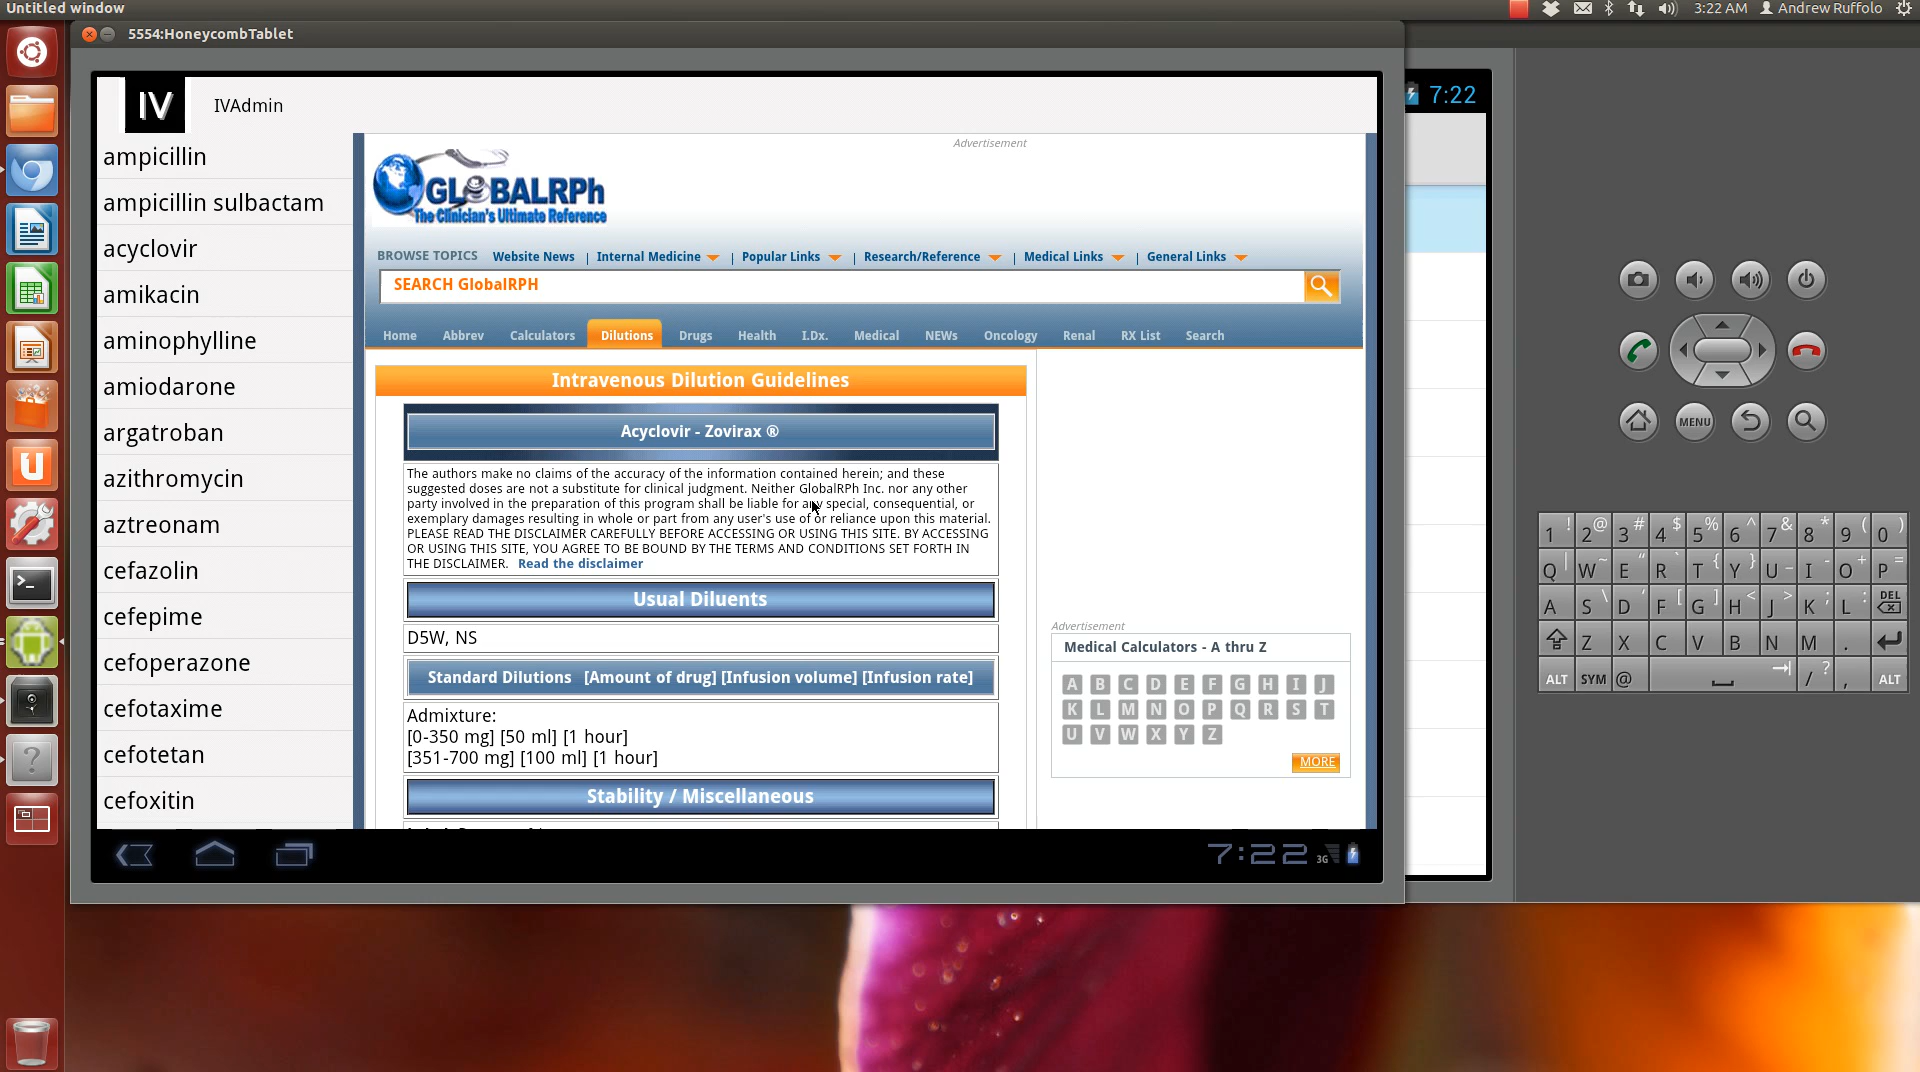 Untitled window
3:22 AM Andrew Ruffolo
5554:HoneycombTablet
IV IVAdmin
7:22
ampicillin
ampicillin sulbactam
acyclovir
amikacin
aminophylline
amiodarone
argatroban
azithromycin
aztreonam
cefazolin
cefepime
cefoperazone
cefotaxime
cefotetan
cefoxitin
Advertisement
GLOBALRPh
The Clinician's Ultimate Reference
BROWSE TOPICS Website News | Internal Medicine | Popular Links | Research/Reference | Medical Links | General Links
SEARCH GlobalRPH
Home Abbrev Calculators Dilutions Drugs Health I.Dx. Medical NEWs Oncology Renal RX List Search
Intravenous Dilution Guidelines
Acyclovir - Zovirax ®
The authors make no claims of the accuracy of the information contained herein; and these
suggested doses are not a substitute for clinical judgment. Neither GlobalRPh Inc. nor any other
party involved in the preparation of this program shall be liable for any special, consequential, or
exemplary damages resulting in whole or part from any user's use of or reliance upon this material.
PLEASE READ THE DISCLAIMER CAREFULLY BEFORE ACCESSING OR USING THIS SITE. BY ACCESSING
OR USING THIS SITE, YOU AGREE TO BE BOUND BY THE TERMS AND CONDITIONS SET FORTH IN
THE DISCLAIMER. Read the disclaimer
Usual Diluents
D5W, NS
Standard Dilutions [Amount of drug] [Infusion volume] [Infusion rate]
Admixture:
[0-350 mg] [50 ml] [1 hour]
[351-700 mg] [100 ml] [1 hour]
Stability / Miscellaneous
Advertisement
Medical Calculators - A thru Z
A B C D E F G H I J
K L M N O P Q R S T
U V W X Y Z
MORE
7:22 3G
MENU
1 ! 2 @ 3 # 4 $ 5 % 6 ^ 7 & 8 * 9 ( 0 )
Q | W ~ E " R ` T { Y } U _ I - O + P =
A S \ D ' F [ G ] H < J > K ; L : DEL
Z X C V B N M .
ALT SYM @ / ? , ALT